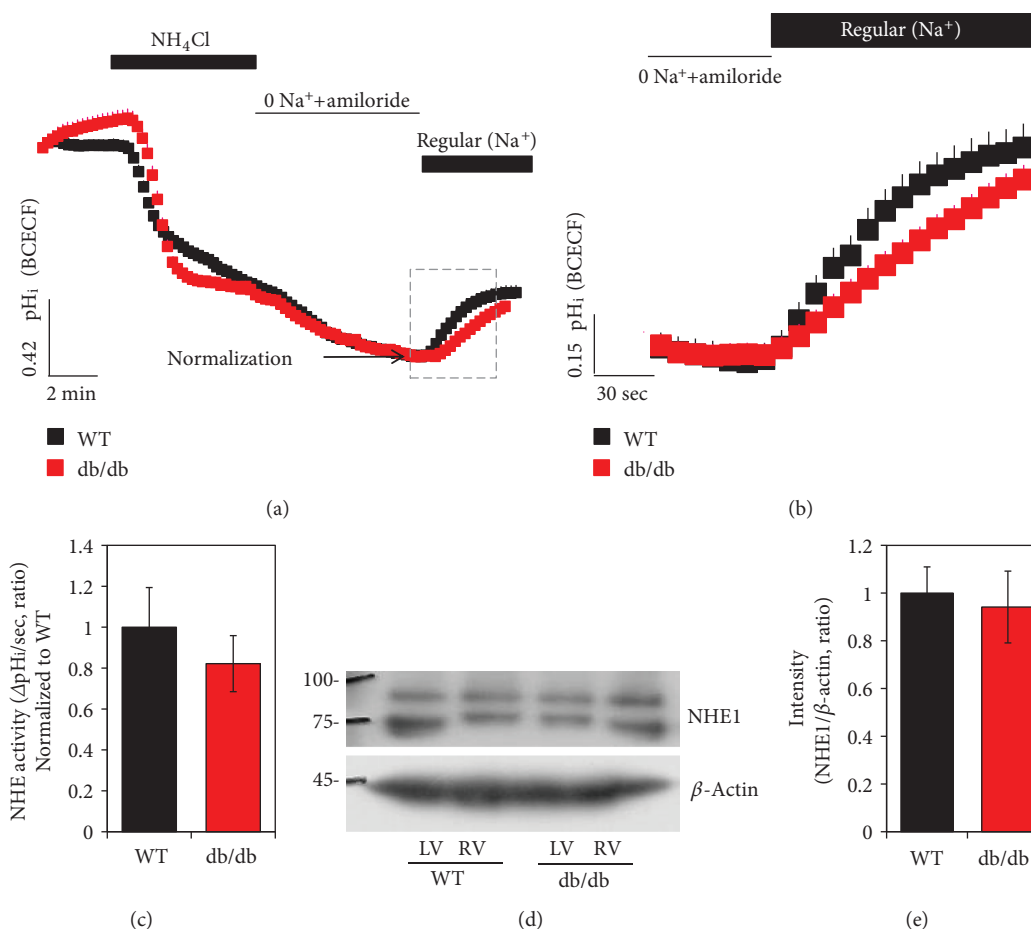 NH₄Cl
0 Na⁺+amiloride
Regular (Na⁺)
pHᵢ (BCECF)
0.42
Normalization
2 min
WT
db/db
(a)
Regular (Na⁺)
0 Na⁺+amiloride
pHᵢ (BCECF)
0.15
30 sec
WT
db/db
(b)
NHE activity (ΔpHᵢ/sec, ratio)
Normalized to WT
1.4
1.2
1
0.8
0.6
0.4
0.2
0
WT db/db
(c)
100-
75-
NHE1
45-
β-Actin
LV RV LV RV
WT db/db
(d)
Intensity
(NHE1/β-actin, ratio)
1.2
1
0.8
0.6
0.4
0.2
0
WT db/db
(e)